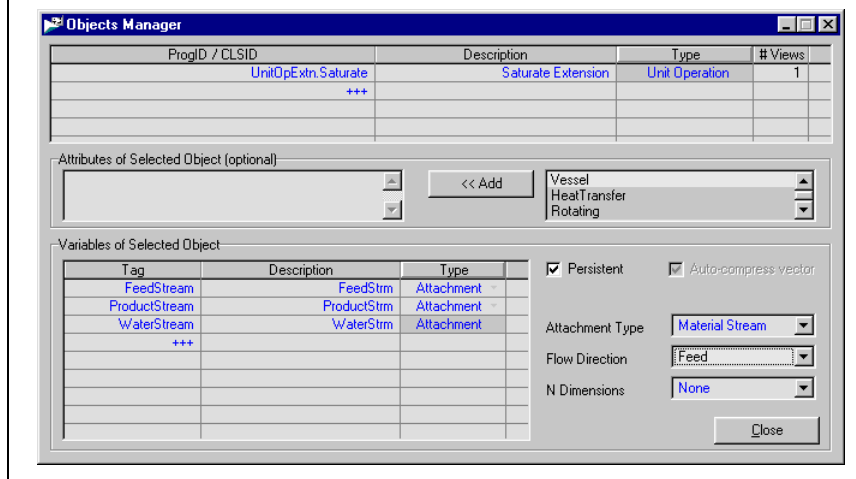 Objects Manager
ProgID / CLSID Description Type # Views
UnitOpExtn.Saturate Saturate Extension Unit Operation 1
+++
Attributes of Selected Object (optional)
<< Add
Vessel
HeatTransfer
Rotating
Variables of Selected Object
Tag Description Type
FeedStream FeedStrm Attachment
ProductStream ProductStrm Attachment
WaterStream WaterStrm Attachment
+++
Persistent Auto-compress vector
Attachment Type Material Stream
Flow Direction Feed
N Dimensions None
Close